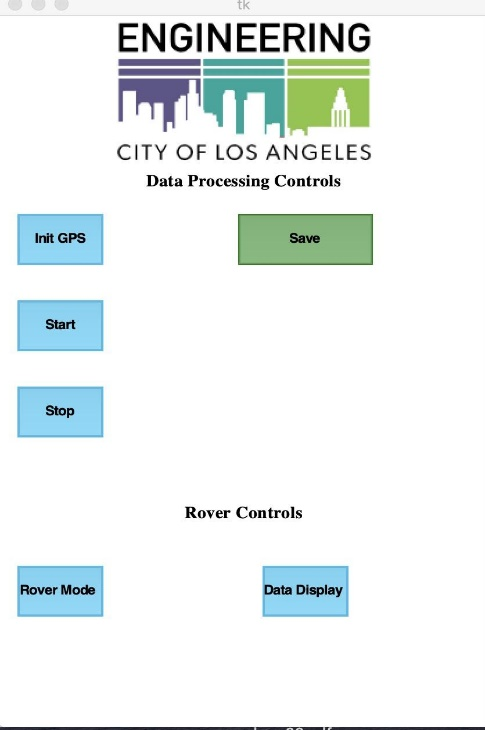 tk
ENGINEERING
CITY OF LOS ANGELES
Data Processing Controls
Init GPS
Save
Start
Stop
Rover Controls
Rover Mode
Data Display